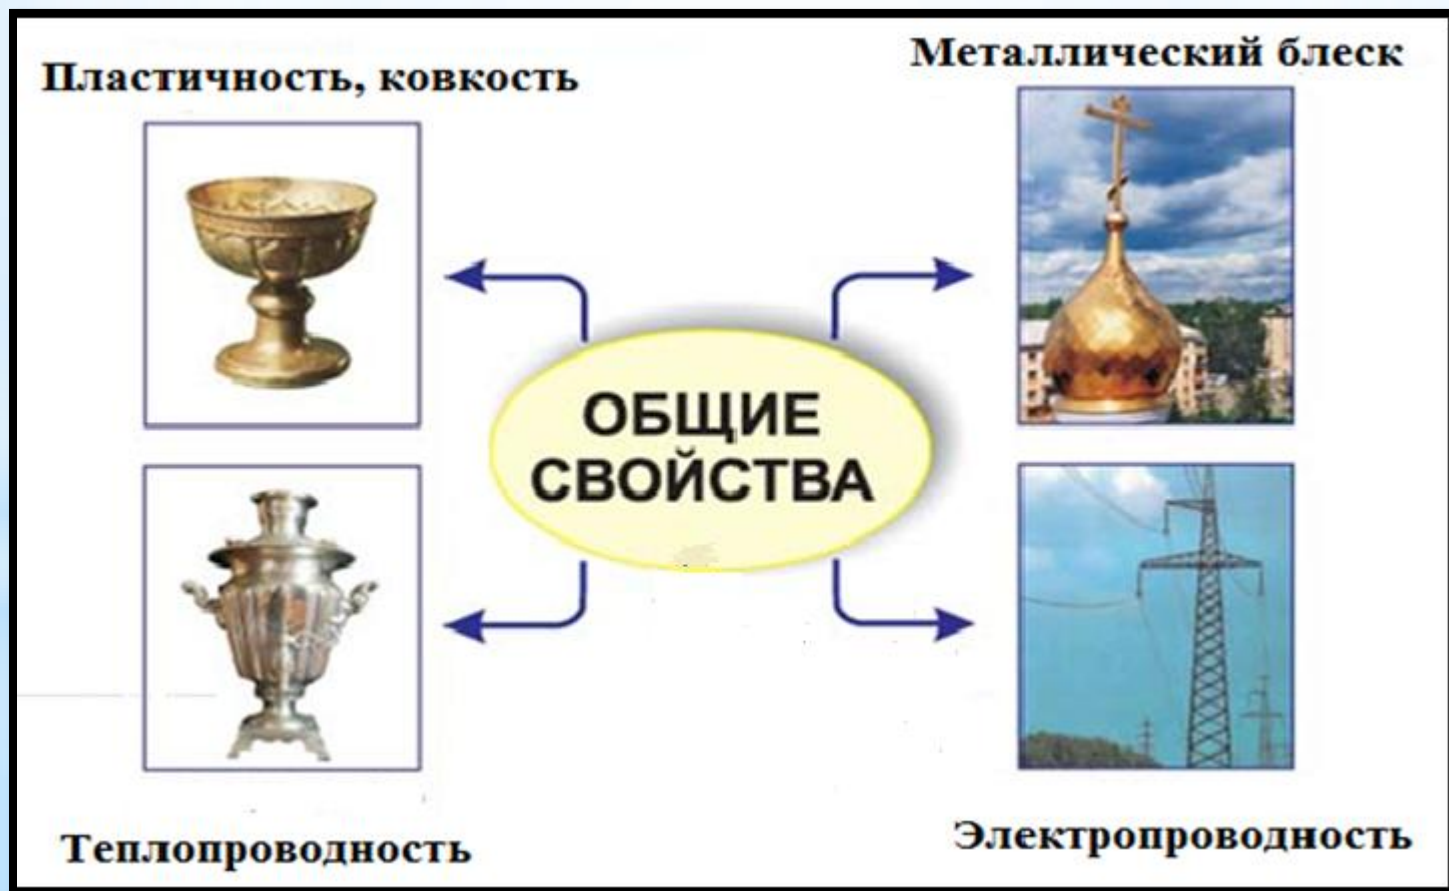 Пластичность, ковкость
Металлический блеск
ОБЩИЕ
СВОЙСТВА
Теплопроводность
Электропроводность